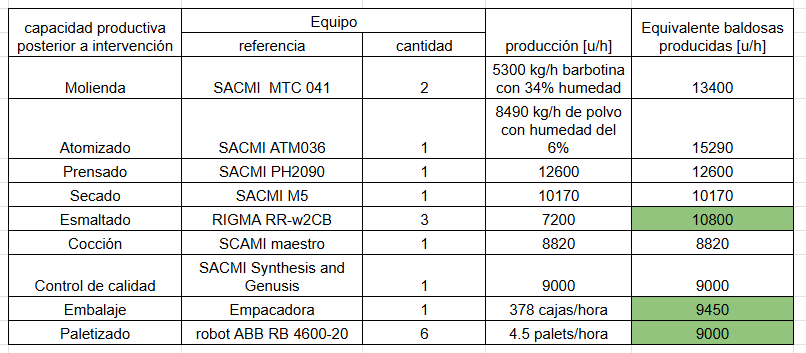 capacidad productiva
posterior a intervención
Equipo
producción [u/h]
Equivalente baldosas
producidas [u/h]
referencia
cantidad
Molienda
SACMI  MTC 041
2
5300 kg/h barbotina
con 34% humedad
13400
Atomizado
SACMI ATM036
1
8490 kg/h de polvo
con humedad del
6%
15290
Prensado
SACMI PH2090
1
12600
12600
Secado
SACMI M5
1
10170
10170
Esmaltado
RIGMA RR-w2CB
3
7200
10800
Cocción
SCAMI maestro
1
8820
8820
Control de calidad
SACMI Synthesis and
Genusis
1
9000
9000
Embalaje
Empacadora
1
378 cajas/hora
9450
Paletizado
robot ABB RB 4600-20
6
4.5 palets/hora
9000